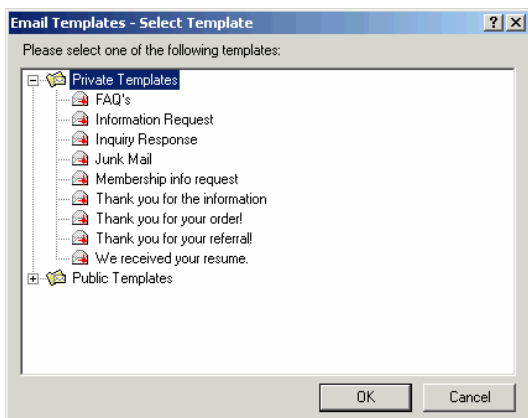 Email Templates - Select Template
Please select one of the following templates:
Private Templates
FAQ's
Information Request
Inquiry Response
Junk Mail
Membership info request
Thank you for the information
Thank you for your order!
Thank you for your referral!
We received your resume.
Public Templates
OK Cancel